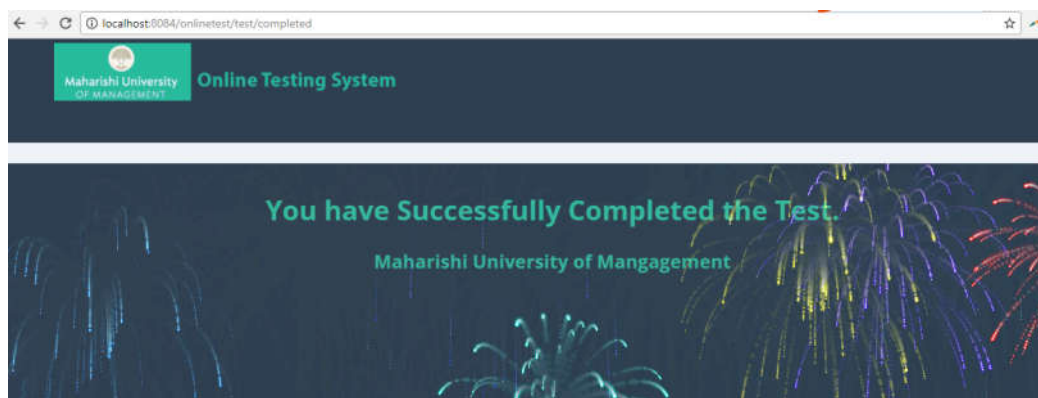 localhost:8084/onlinetest/test/completed
Maharishi University
OF MANAGEMENT
Online Testing System
You have Successfully Completed the Test.
Maharishi University of Mangagement